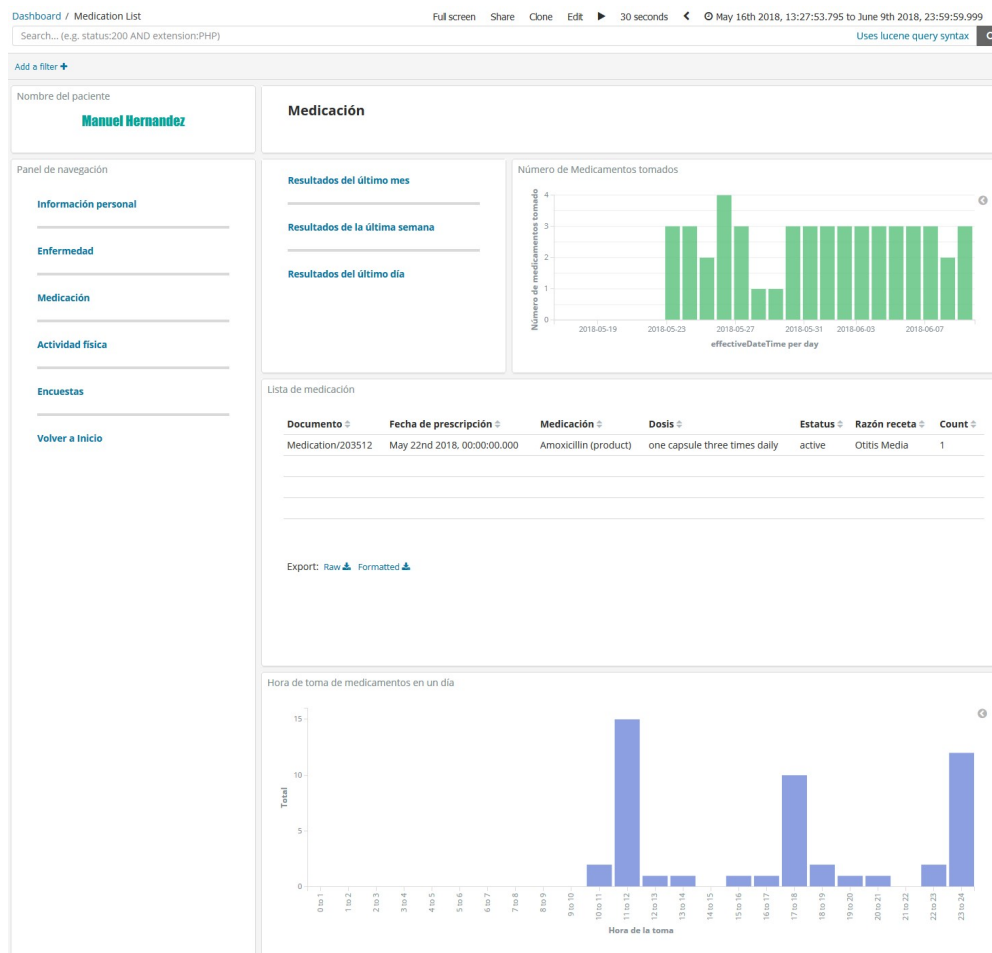 Dashboard / Medication List
Full screen Share Clone Edit 30 seconds May 16th 2018, 13:27:53.795 to June 9th 2018, 23:59:59.999
Search... (e.g. status:200 AND extension:PHP)
Uses lucene query syntax
Add a filter +
Nombre del paciente
Manuel Hernandez
Medicación
Panel de navegación
Información personal
Enfermedad
Medicación
Actividad física
Encuestas
Volver a Inicio
Resultados del último mes
Resultados de la última semana
Resultados del último día
Número de Medicamentos tomados
Número de medicamentos tomado
4
3
2
1
0
2018-05-19 2018-05-23 2018-05-27 2018-05-31 2018-06-03 2018-06-07
effectiveDateTime per day
Lista de medicación
Documento Fecha de prescripción Medicación Dosis Estatus Razón receta Count
Medication/203512 May 22nd 2018, 00:00:00.000 Amoxicillin (product) one capsule three times daily active Otitis Media 1
Export: Raw Formatted
Hora de toma de medicamentos en un día
Total
15
10
5
0
0 to 1 1 to 2 2 to 3 3 to 4 4 to 5 5 to 6 6 to 7 7 to 8 8 to 9 9 to 10 10 to 11 11 to 12 12 to 13 13 to 14 14 to 15 15 to 16 16 to 17 17 to 18 18 to 19 19 to 20 20 to 21 21 to 22 22 to 23 23 to 24
Hora de la toma